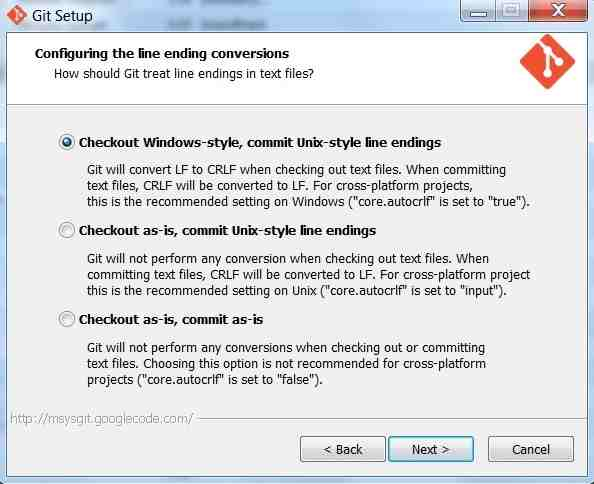 Git Setup
Configuring the line ending conversions
How should Git treat line endings in text files?
Checkout Windows-style, commit Unix-style line endings
Git will convert LF to CRLF when checking out text files. When committing
text files, CRLF will be converted to LF. For cross-platform projects,
this is the recommended setting on Windows ("core.autocrlf" is set to "true").
Checkout as-is, commit Unix-style line endings
Git will not perform any conversion when checking out text files. When
committing text files, CRLF will be converted to LF. For cross-platform project
this is the recommended setting on Unix ("core.autocrlf" is set to "input").
Checkout as-is, commit as-is
Git will not perform any conversions when checking out or committing
text files. Choosing this option is not recommended for cross-platform
projects ("core.autocrlf" is set to "false").
http://msysgit.googlecode.com/
< Back Next > Cancel